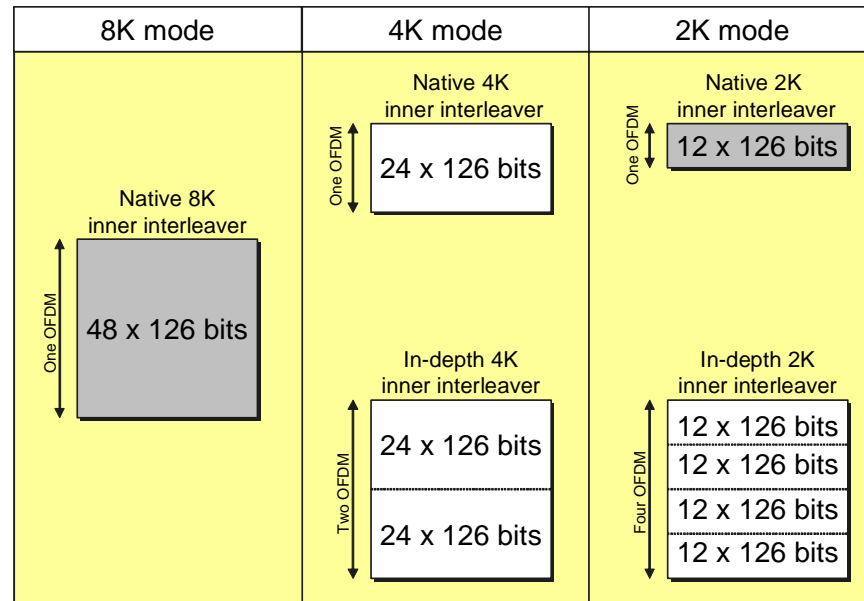 8K mode
4K mode
2K mode
Native 8K
inner interleaver
One OFDM
48 x 126 bits
Native 4K
inner interleaver
One OFDM
24 x 126 bits
In-depth 4K
inner interleaver
Two OFDM
24 x 126 bits
24 x 126 bits
Native 2K
inner interleaver
One OFDM
12 x 126 bits
In-depth 2K
inner interleaver
Four OFDM
12 x 126 bits
12 x 126 bits
12 x 126 bits
12 x 126 bits